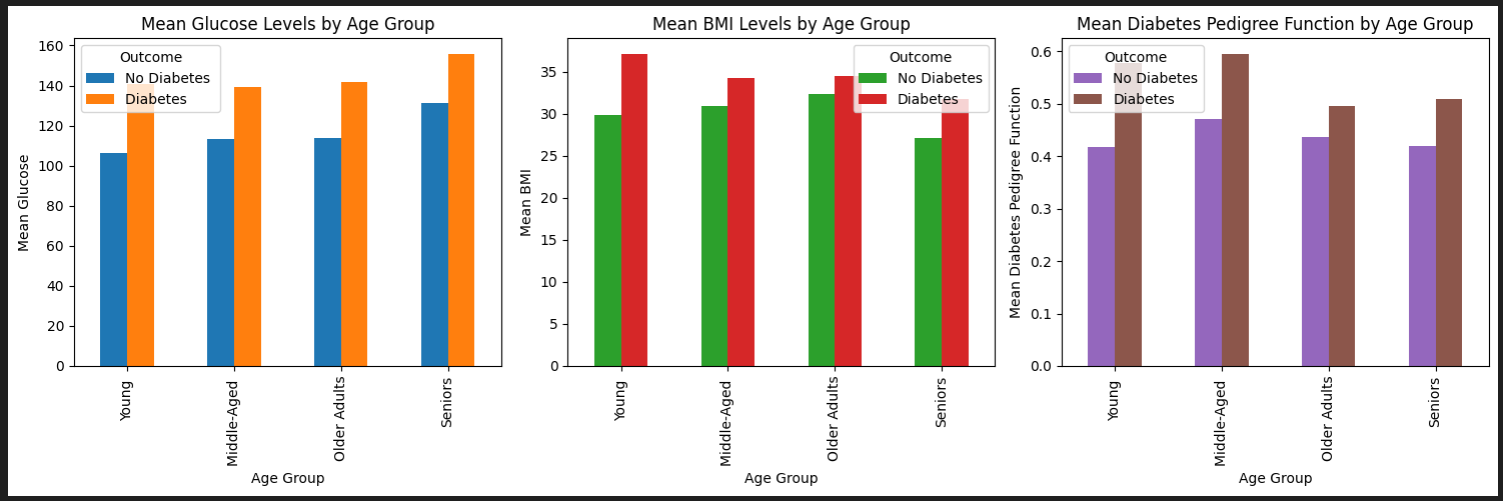 Mean Glucose Levels by Age Group
Outcome
No Diabetes
Diabetes
Mean Glucose
160
140
120
100
80
60
40
20
0
Young
Middle-Aged
Older Adults
Seniors
Age Group
Mean BMI Levels by Age Group
Outcome
No Diabetes
Diabetes
Mean BMI
35
30
25
20
15
10
5
0
Young
Middle-Aged
Older Adults
Seniors
Age Group
Mean Diabetes Pedigree Function by Age Group
Outcome
No Diabetes
Diabetes
Mean Diabetes Pedigree Function
0.6
0.5
0.4
0.3
0.2
0.1
0.0
Young
Middle-Aged
Older Adults
Seniors
Age Group